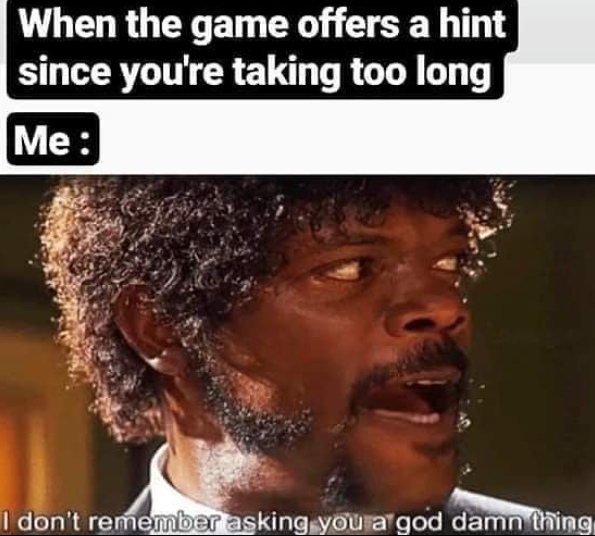 When the game offers a hint
since you're taking too long
Me :
I don't remember asking you a god damn thing